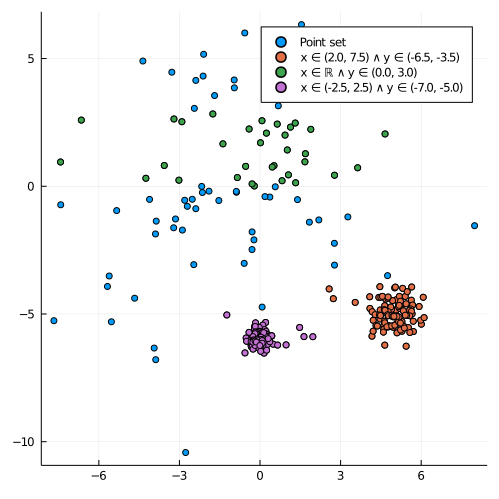 Point set
x ∈ (2.0, 7.5) ∧ y ∈ (-6.5, -3.5)
x ∈ ℝ ∧ y ∈ (0.0, 3.0)
x ∈ (-2.5, 2.5) ∧ y ∈ (-7.0, -5.0)
5
0
−5
−10
−6 −3 0 3 6